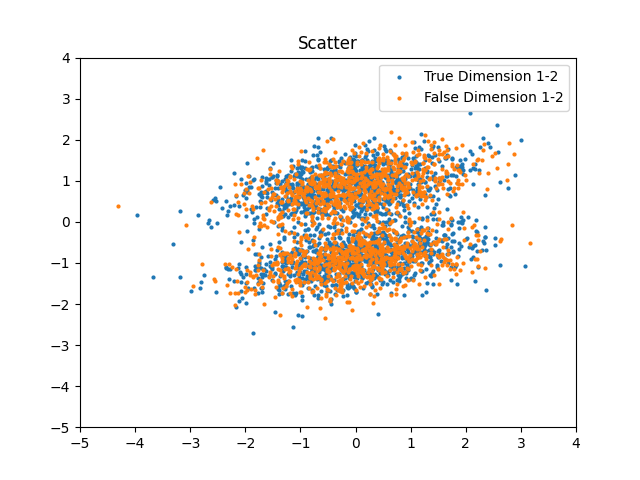 Scatter
True Dimension 1-2
False Dimension 1-2
4
3
2
1
0
−1
−2
−3
−4
−5
−5 −4 −3 −2 −1 0 1 2 3 4